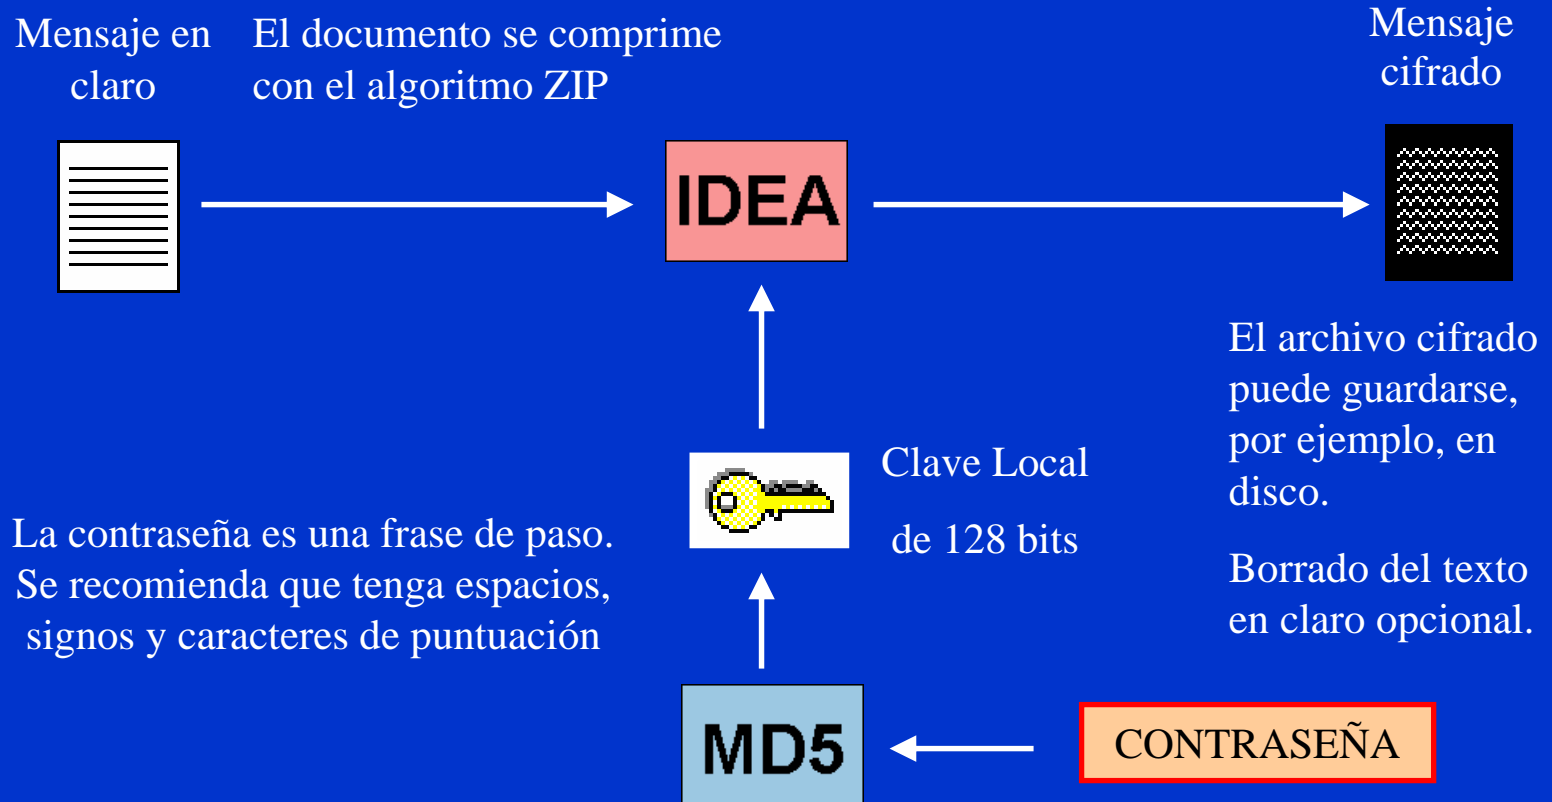 Mensaje en
claro
El documento se comprime
con el algoritmo ZIP
Mensaje
cifrado
IDEA
El archivo cifrado
puede guardarse,
por ejemplo, en
disco.
Borrado del texto
en claro opcional.
Clave Local
de 128 bits
La contraseña es una frase de paso.
Se recomienda que tenga espacios,
signos y caracteres de puntuación
MD5
CONTRASEÑA